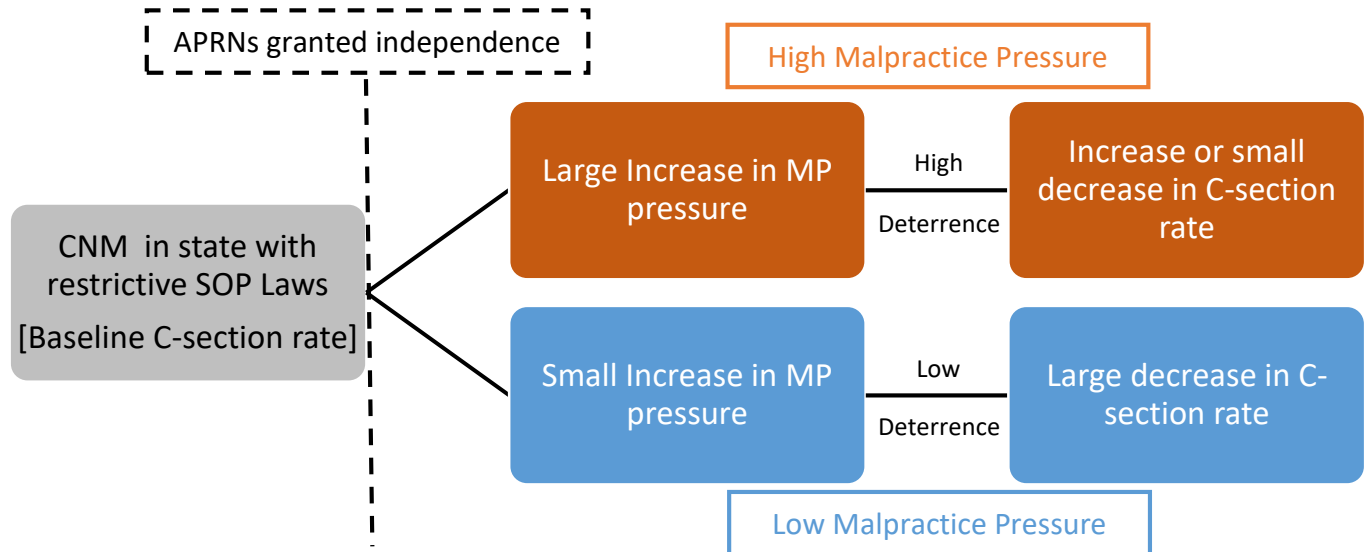 APRNs granted independence
High Malpractice Pressure
CNM  in state with
restrictive SOP Laws
[Baseline C-section rate]
Large Increase in MP
pressure
High
Deterrence
Increase or small
decrease in C-section
rate
Small Increase in MP
pressure
Low
Deterrence
Large decrease in C-
section rate
Low Malpractice Pressure